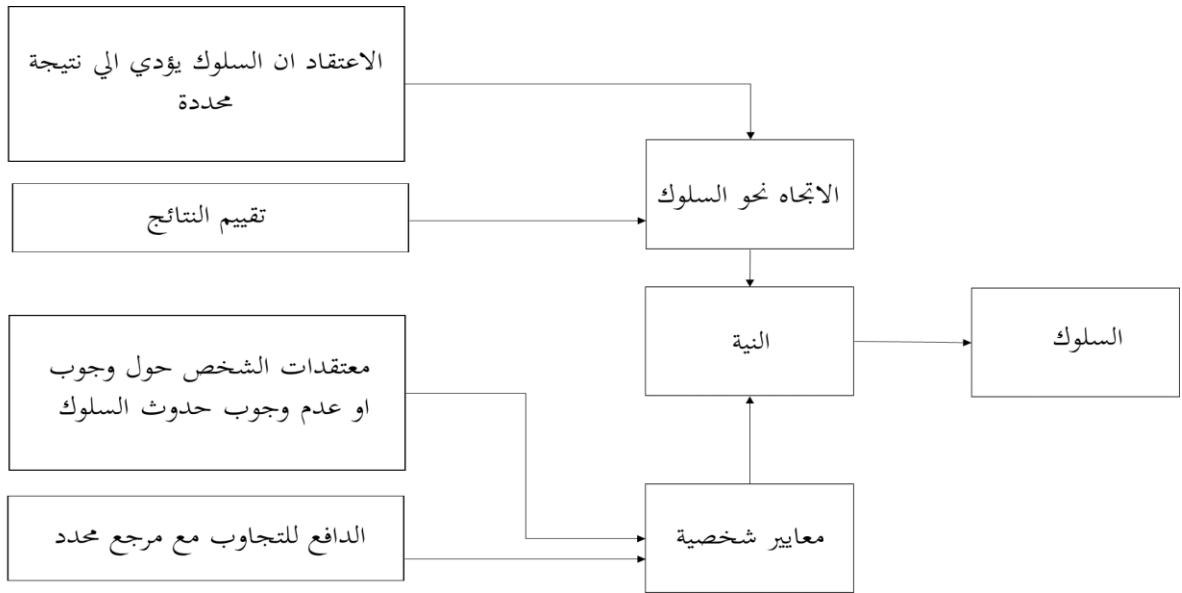 الاعتقاد ان السلوك يؤدي الي نتيجة
محددة
الاتجاه نحو السلوك
تقييم النتائج
النية
السلوك
معتقدات الشخص حول وجوب
او عدم وجوب حدوث السلوك
معايير شخصية
الدافع للتجاوب مع مرجع محدد